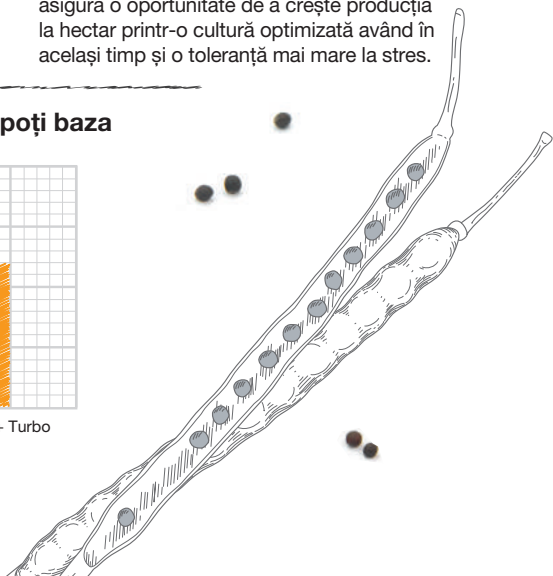 asigură o oportunitate de a crește producția
la hectar printr-o cultură optimizată având în
același timp și o toleranță mai mare la stres.
poți baza
- Turbo